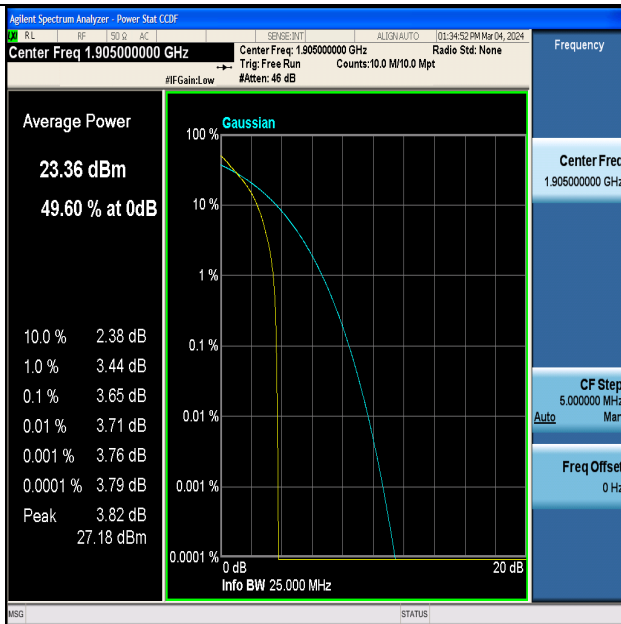 Agilent Spectrum Analyzer - Power Stat CCDF
LXI RL RF 50 Ω AC SENSE:INT ALIGNAUTO 01:34:52 PM Mar 04, 2024
Center Freq 1.905000000 GHz
Center Freq: 1.905000000 GHz Radio Std: None
Trig: Free Run Counts:10.0 M/10.0 Mpt
#IFGain:Low #Atten: 46 dB
Frequency
Average Power
23.36 dBm
49.60 % at 0dB
10.0 % 2.38 dB
1.0 % 3.44 dB
0.1 % 3.65 dB
0.01 % 3.71 dB
0.001 % 3.76 dB
0.0001 % 3.79 dB
Peak 3.82 dB
27.18 dBm
Gaussian
100 %
10 %
1 %
0.1 %
0.01 %
0.001 %
0.0001 %
0 dB 20 dB
Info BW 25.000 MHz
Center Freq
1.905000000 GHz
CF Step
5.000000 MHz
Auto Man
Freq Offset
0 Hz
MSG STATUS